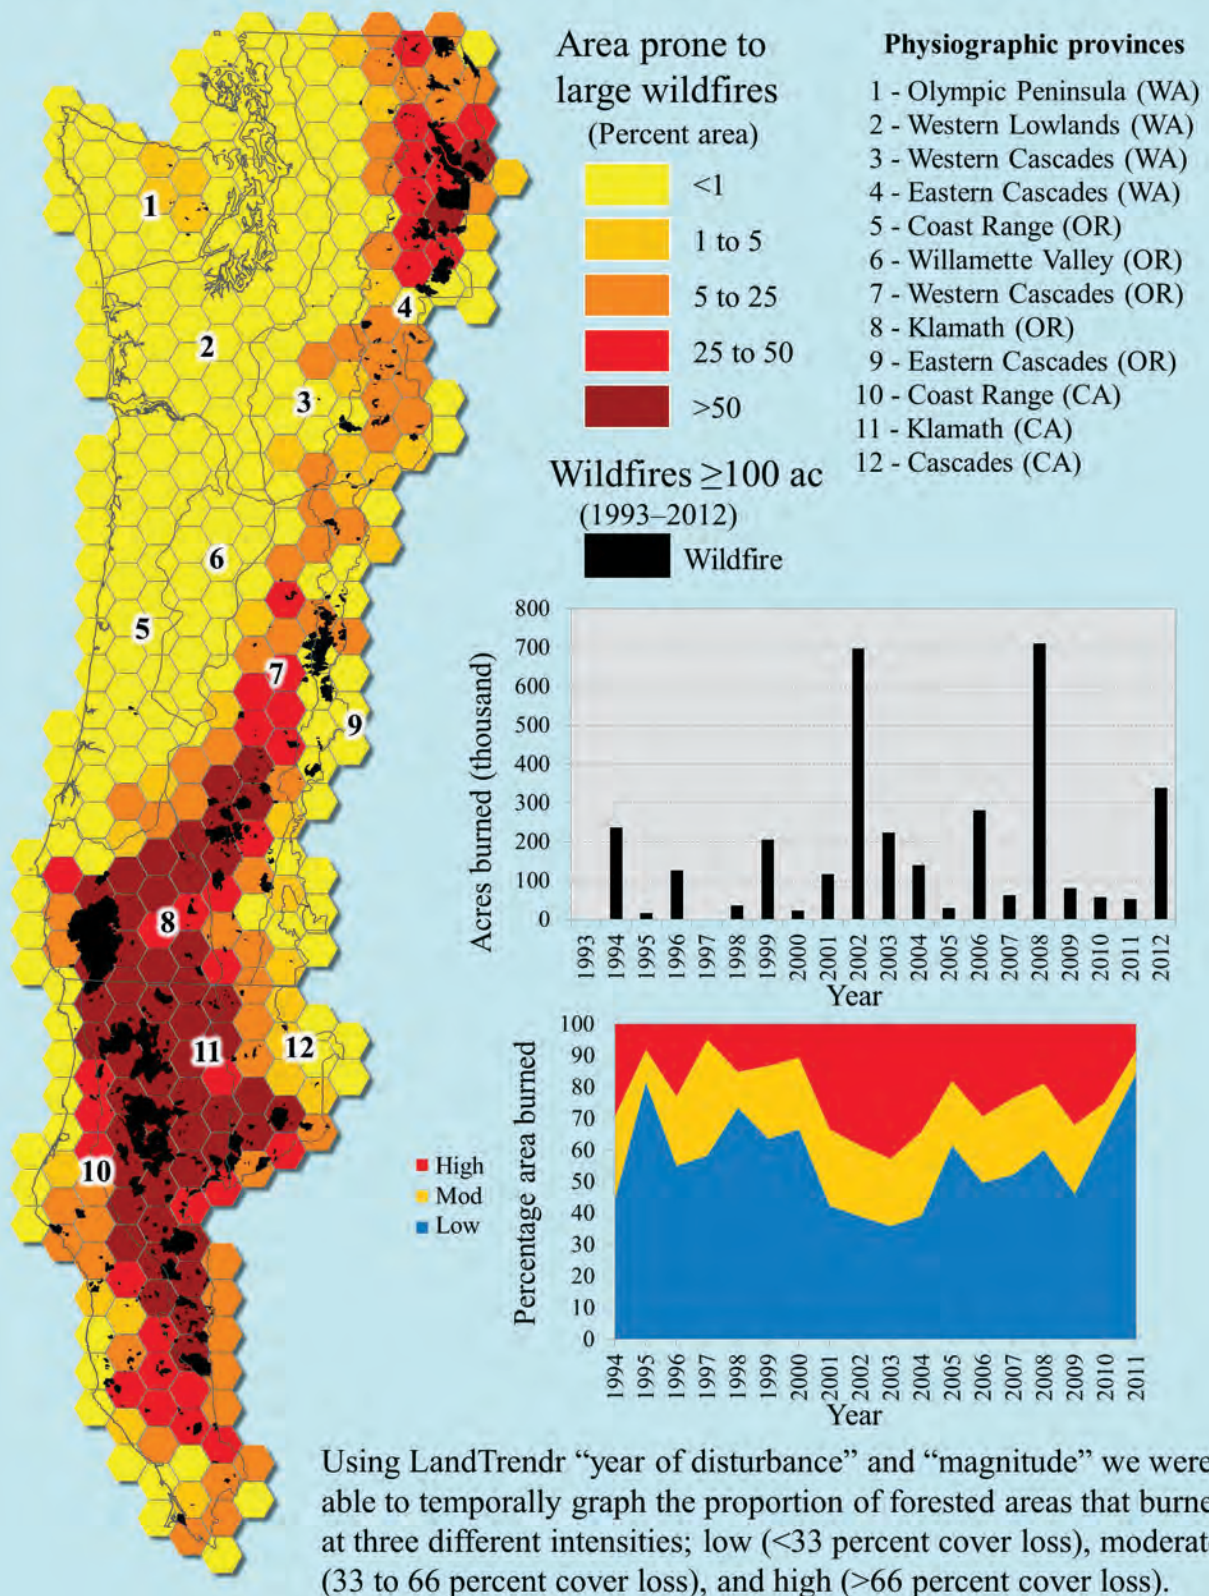 Area prone to
large wildfires
(Percent area)
<1
1 to 5
5 to 25
25 to 50
>50
Wildfires ≥100 ac
(1993–2012)
Wildfire
Physiographic provinces
1 - Olympic Peninsula (WA)
2 - Western Lowlands (WA)
3 - Western Cascades (WA)
4 - Eastern Cascades (WA)
5 - Coast Range (OR)
6 - Willamette Valley (OR)
7 - Western Cascades (OR)
8 - Klamath (OR)
9 - Eastern Cascades (OR)
10 - Coast Range (CA)
11 - Klamath (CA)
12 - Cascades (CA)
1
2
3
4
5
6
7
8
9
10
11
12
Acres burned (thousand)
800
700
600
500
400
300
200
100
0
1993
1994
1995
1996
1997
1998
1999
2000
2001
2002
2003
2004
2005
2006
2007
2008
2009
2010
2011
2012
Year
High
Mod
Low
Percentage area burned
100
90
80
70
60
50
40
30
20
10
0
1994
1995
1996
1997
1998
1999
2000
2001
2002
2003
2004
2005
2006
2007
2008
2009
2010
2011
Year
Using LandTrendr “year of disturbance” and “magnitude” we were
able to temporally graph the proportion of forested areas that burne
at three different intensities; low (<33 percent cover loss), moderat
(33 to 66 percent cover loss), and high (>66 percent cover loss).